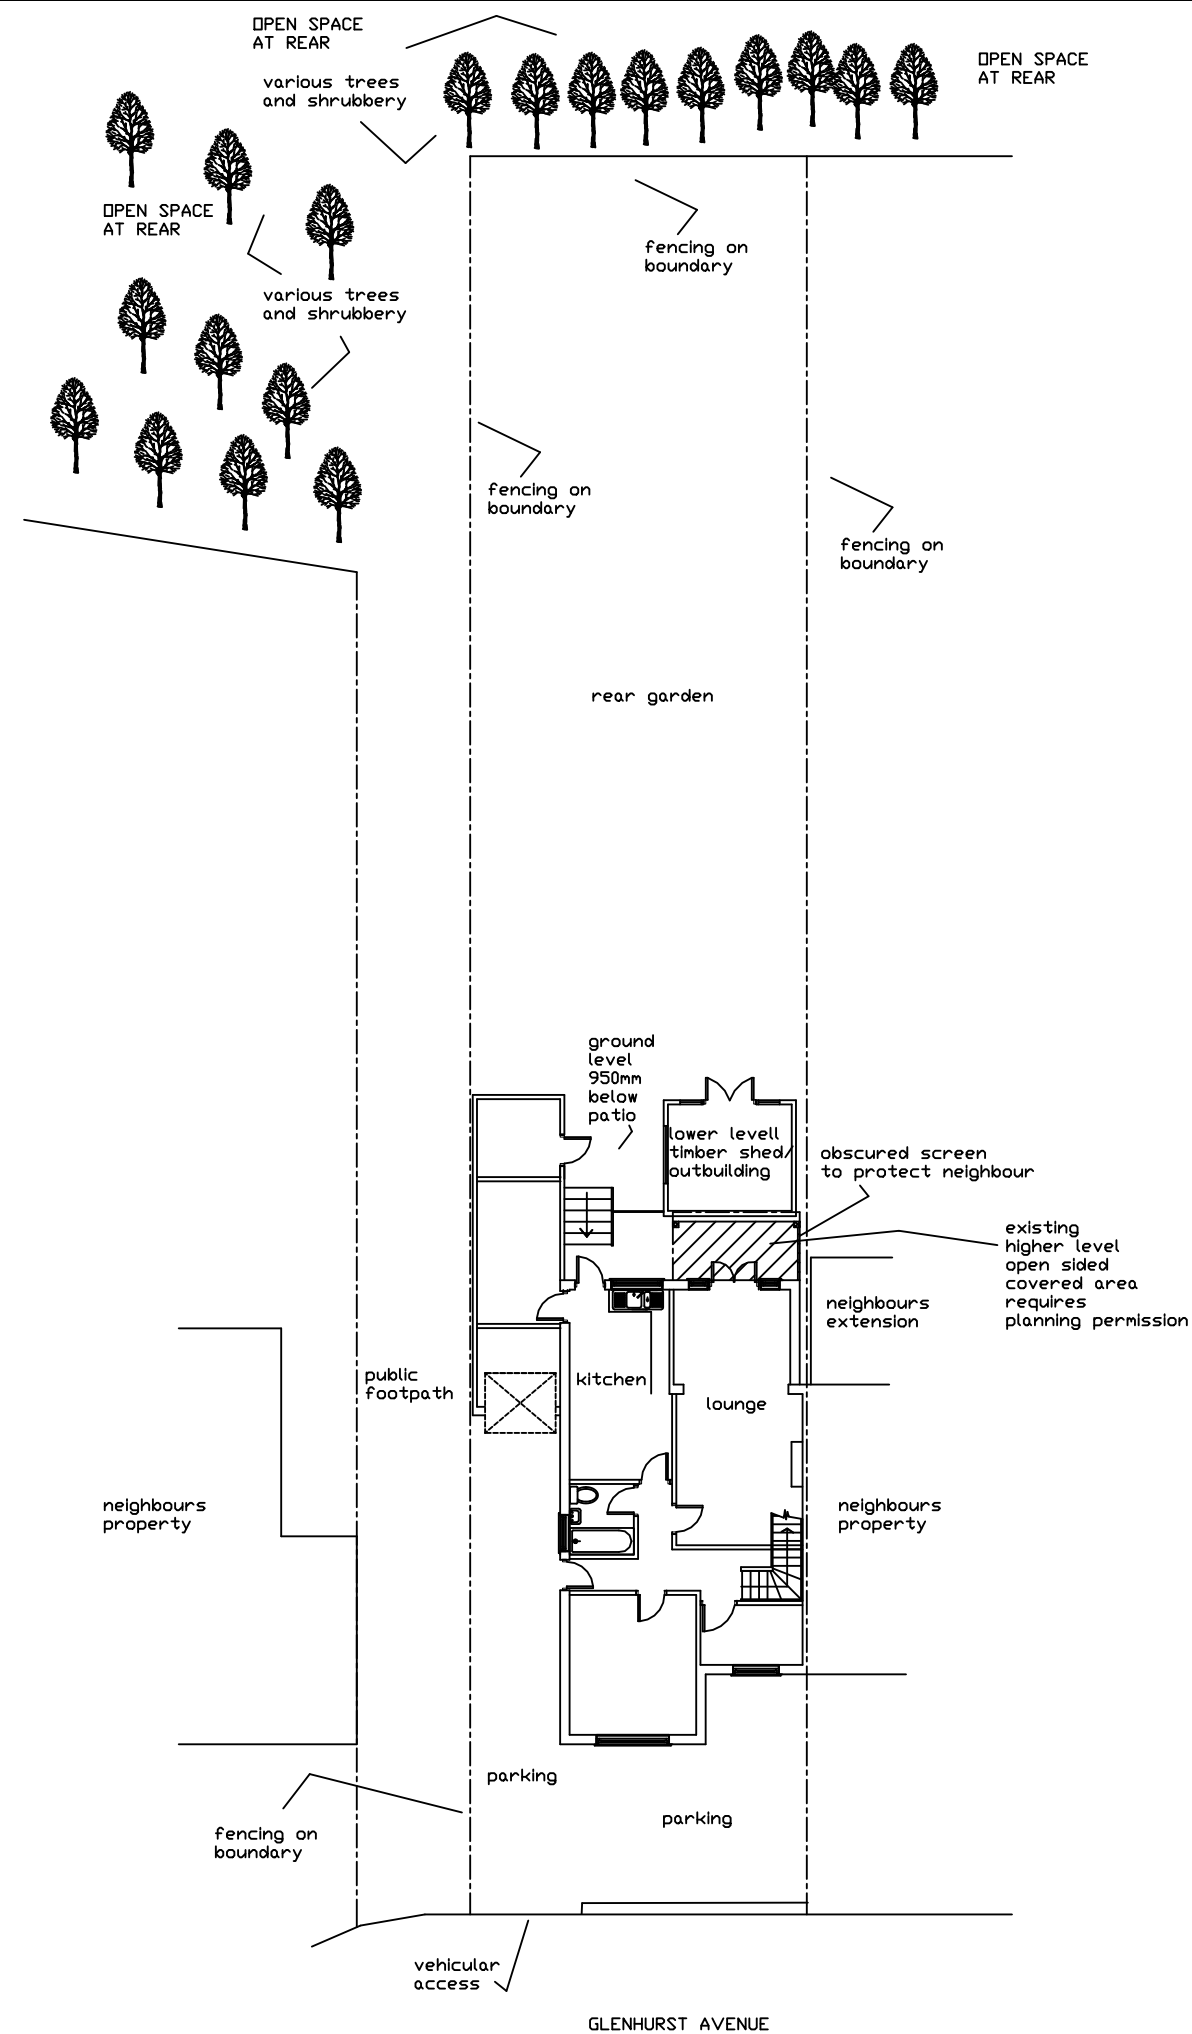 OPEN SPACE
AT REAR
various trees
and shrubbery
OPEN SPACE
AT REAR
OPEN SPACE
AT REAR
fencing on
boundary
various trees
and shrubbery
fencing on
boundary
fencing on
boundary
rear garden
ground
level
950mm
below
patio
lower levell
timber shed/
outbuilding
obscured screen
to protect neighbour
existing
higher level
open sided
covered area
requires
planning permission
neighbours
extension
public
footpath
kitchen
lounge
neighbours
property
neighbours
property
parking
parking
fencing on
boundary
vehicular
access
GLENHURST AVENUE